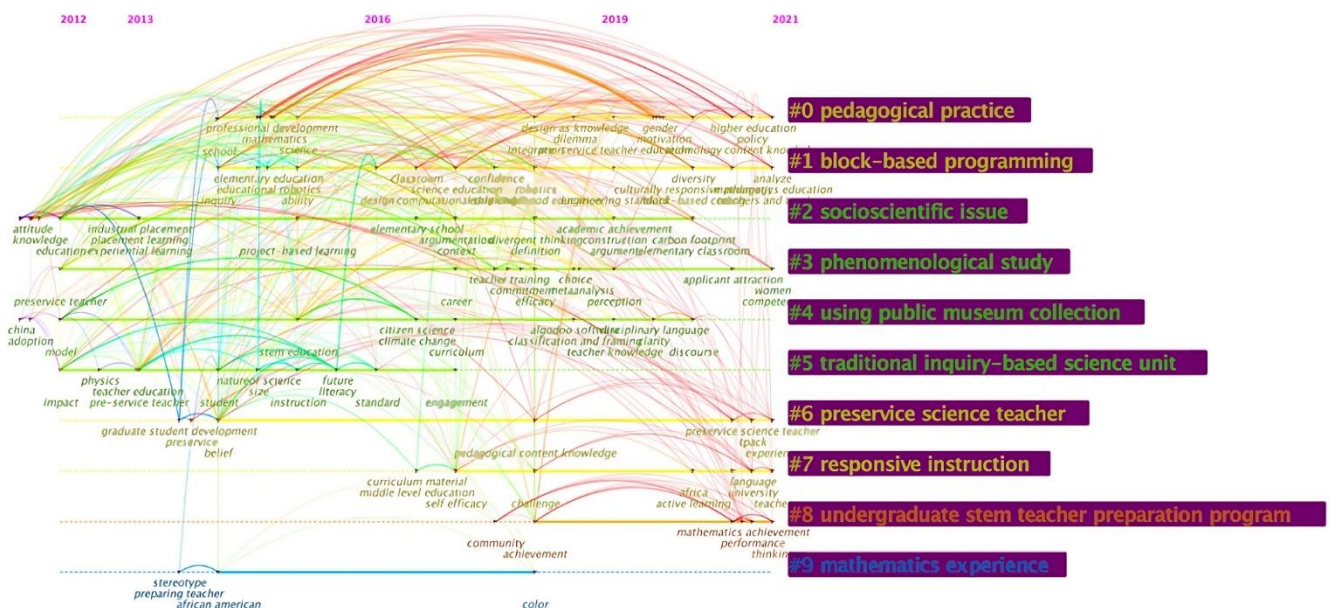 2012 2013 2016 2019 2021
#0 pedagogical practice
professional development design as knowledge gender higher education
mathematics dilemma motivation policy
school science
#1 block-based programming
elementary education classroom confidence diversity analyze
educational robotics science education robotics culturally responsive
inquiry ability design computational
#2 socioscientific issue
attitude industrial placement elementary school academic achievement
knowledge placement learning argumentation divergent thinking construction carbon footprint
education experiential learning project-based learning context definition argument elementary classroom
#3 phenomenological study
teacher training choice applicant attraction
commitment metaanalysis women
preservice teacher career efficacy perception
#4 using public museum collection
china citizen science algodoo software disciplinary language
adoption climate change classification and framing clarity
model stem education curriculum teacher knowledge discourse
#5 traditional inquiry-based science unit
physics nature of science future
teacher education size literacy
impact pre-service teacher student instruction standard engagement
#6 preservice science teacher
graduate student development preservice science teacher
preservice tpack
belief pedagogical content knowledge
#7 responsive instruction
curriculum material language
middle level education africa university
self efficacy challenge active learning
#8 undergraduate stem teacher preparation program
mathematics achievement
community performance
achievement
#9 mathematics experience
stereotype
preparing teacher
african american color